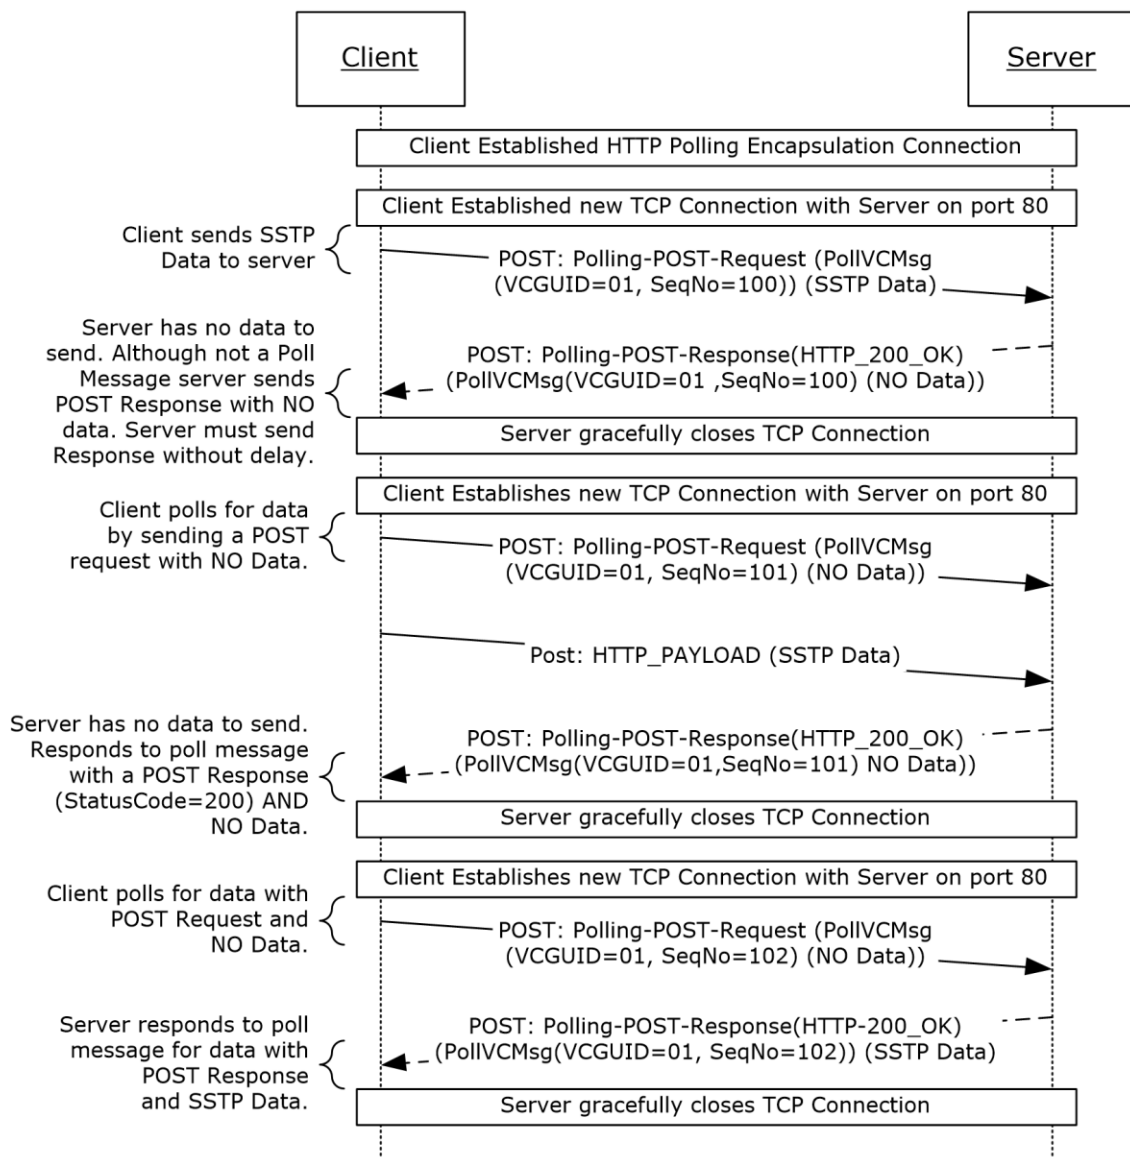 Client
Server
Client Established HTTP Polling Encapsulation Connection
Client Established new TCP Connection with Server on port 80
Client sends SSTP
Data to server
POST: Polling-POST-Request (PollVCMsg
(VCGUID=01, SeqNo=100)) (SSTP Data)
Server has no data to
send. Although not a Poll
Message server sends
POST Response with NO
data. Server must send
Response without delay.
POST: Polling-POST-Response(HTTP_200_OK)
(PollVCMsg(VCGUID=01 ,SeqNo=100) (NO Data))
Server gracefully closes TCP Connection
Client Establishes new TCP Connection with Server on port 80
Client polls for data
by sending a POST
request with NO Data.
POST: Polling-POST-Request (PollVCMsg
(VCGUID=01, SeqNo=101) (NO Data))
Post: HTTP_PAYLOAD (SSTP Data)
Server has no data to send.
Responds to poll message
with a POST Response
(StatusCode=200) AND
NO Data.
POST: Polling-POST-Response(HTTP_200_OK)
(PollVCMsg(VCGUID=01,SeqNo=101) NO Data))
Server gracefully closes TCP Connection
Client Establishes new TCP Connection with Server on port 80
Client polls for data with
POST Request and
NO Data.
POST: Polling-POST-Request (PollVCMsg
(VCGUID=01, SeqNo=102) (NO Data))
Server responds to poll
message for data with
POST Response
and SSTP Data.
POST: Polling-POST-Response(HTTP-200_OK)
(PollVCMsg(VCGUID=01, SeqNo=102)) (SSTP Data)
Server gracefully closes TCP Connection